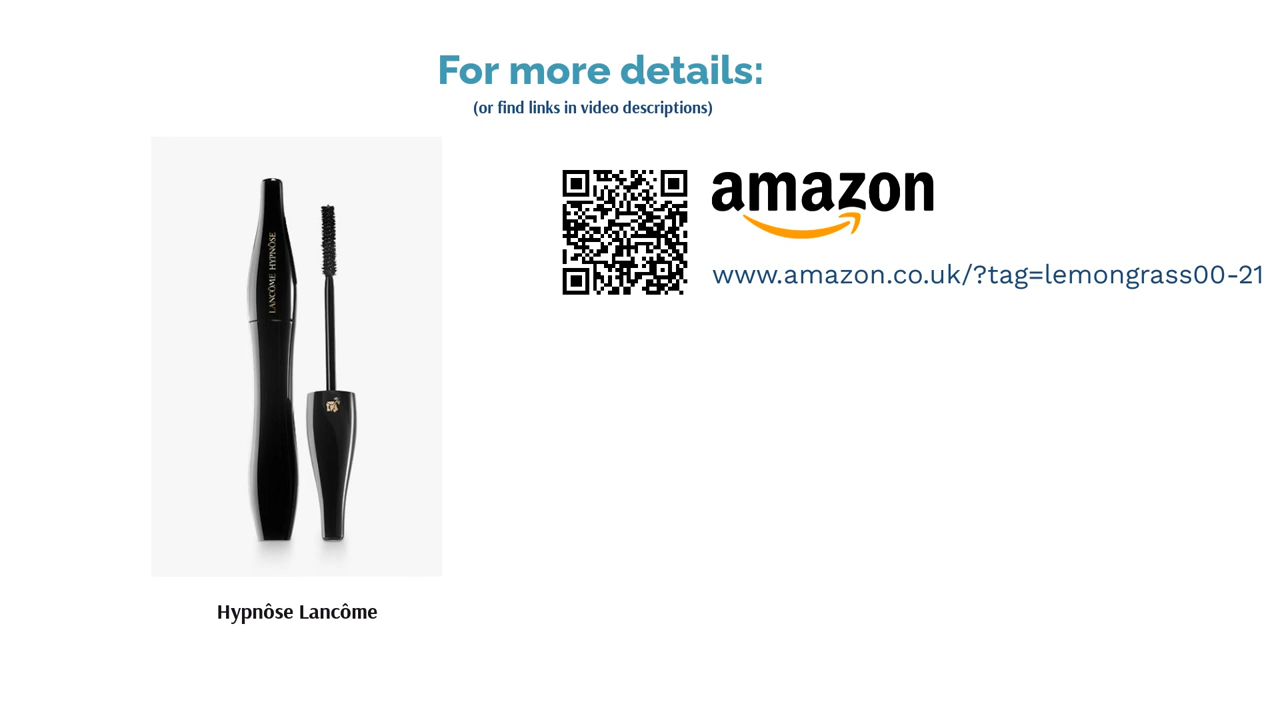 For more details:
(or find links in video descriptions)
LANCÔME HYPNÔSE
amazon
www.amazon.co.uk/?tag=lemongrass00-21
Hypnôse Lancôme